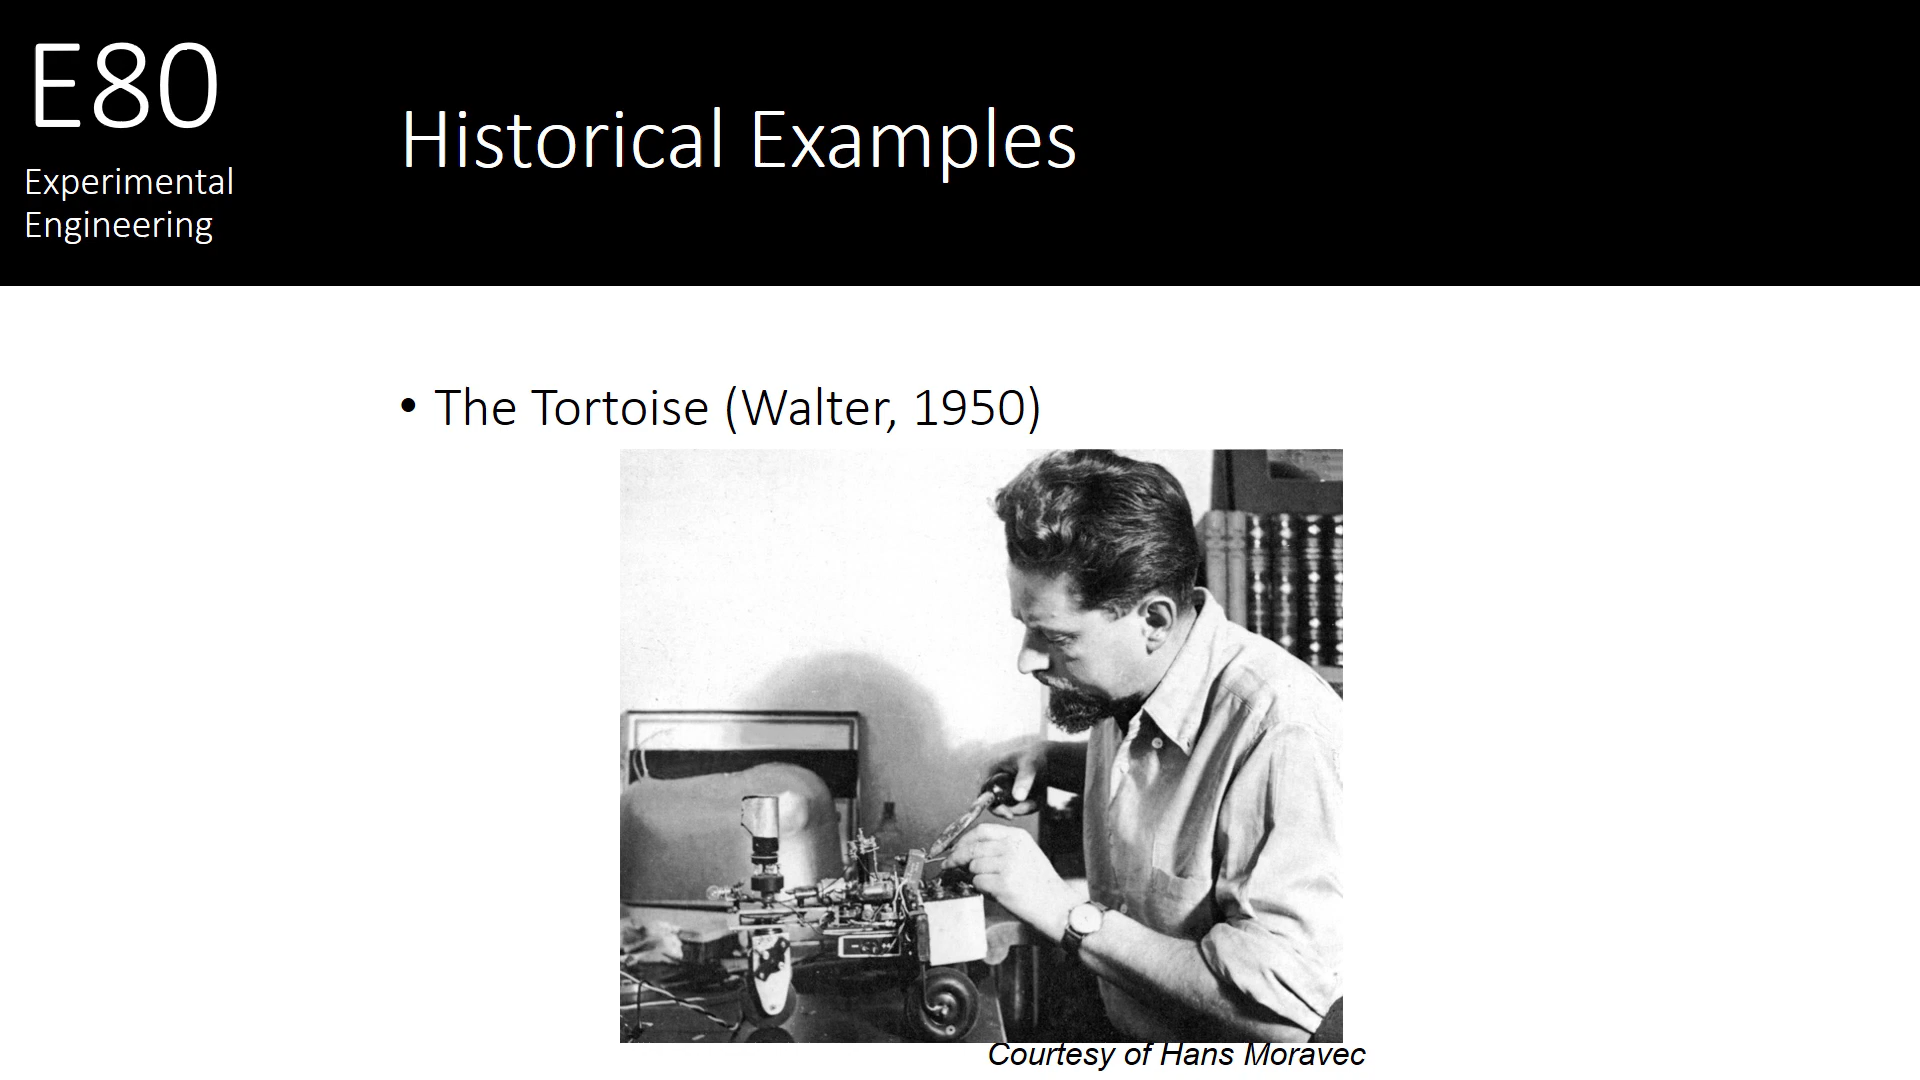 E80
Experimental
Engineering
Historical Examples
• The Tortoise (Walter, 1950)
Courtesy of Hans Moravec